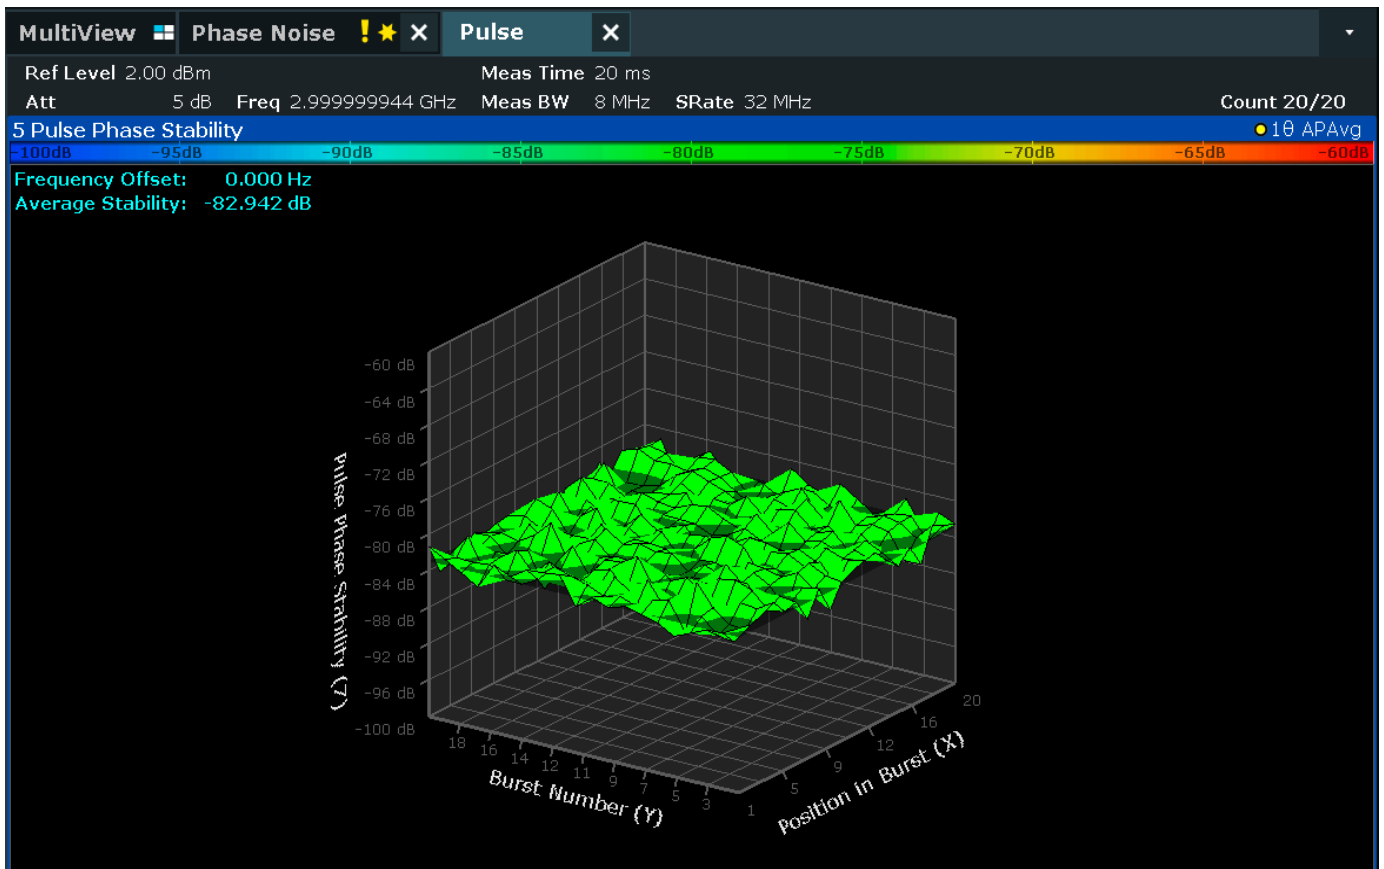 MultiView Phase Noise ! Pulse
Ref Level 2.00 dBm Meas Time 20 ms
Att 5 dB Freq 2.999999944 GHz Meas BW 8 MHz SRate 32 MHz Count 20/20
5 Pulse Phase Stability 1θ APAvg
-100dB -95dB -90dB -85dB -80dB -75dB -70dB -65dB -60dB
Frequency Offset: 0.000 Hz
Average Stability: -82.942 dB
-60 dB
-64 dB
-68 dB
-72 dB
-76 dB
-80 dB
-84 dB
-88 dB
-92 dB
-96 dB
-100 dB
Pulse Phase Stability (Z)
18 16 14 12 11 9 7 5 3
Burst Number (Y)
1 5 9 12 16 20
Position in Burst (X)